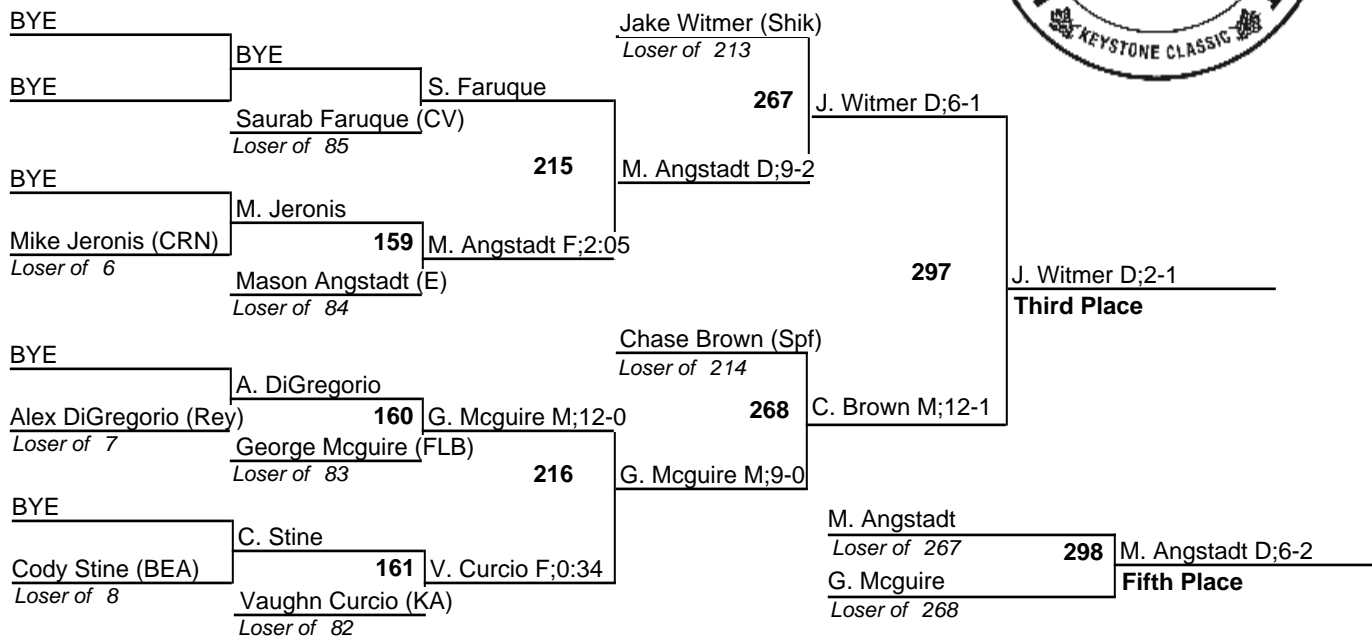 BYE
BYE
BYE
Saurab Faruque (CV)
Loser of 85
S. Faruque
215
BYE
Mike Jeronis (CRN)
Loser of 6
M. Jeronis
159
Mason Angstadt (E)
Loser of 84
M. Angstadt F;2:05
Jake Witmer (Shik)
Loser of 213
267
M. Angstadt D;9-2
J. Witmer D;6-1
KEYSTONE CLASSIC
297
J. Witmer D;2-1
Third Place
BYE
Alex DiGregorio (Rey)
Loser of 7
A. DiGregorio
160
George Mcguire (FLB)
Loser of 83
G. Mcguire M;12-0
216
BYE
Cody Stine (BEA)
Loser of 8
C. Stine
161
Vaughn Curcio (KA)
Loser of 82
V. Curcio F;0:34
Chase Brown (Spf)
Loser of 214
268
G. Mcguire M;9-0
C. Brown M;12-1
M. Angstadt
Loser of 267
298
G. Mcguire
Loser of 268
M. Angstadt D;6-2
Fifth Place